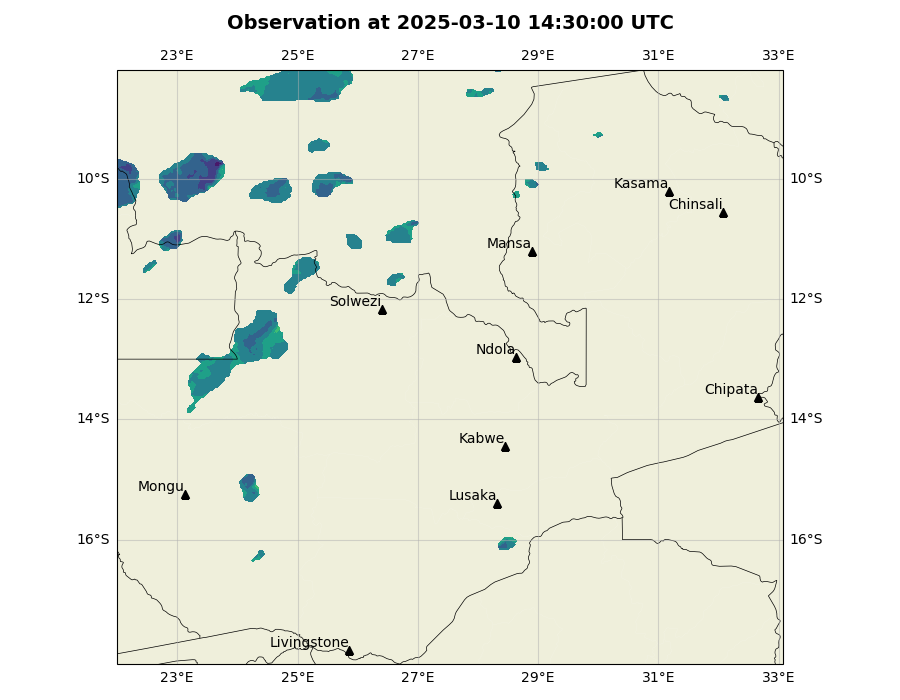 Observation at 2025-03-10 14:30:00 UTC
23°E 25°E 27°E 29°E 31°E 33°E
10°S 10°S
Kasama
Chinsali
Mansa
12°S 12°S
Solwezi
Ndola
Chipata
14°S 14°S
Kabwe
Mongu
Lusaka
16°S 16°S
Livingstone
23°E 25°E 27°E 29°E 31°E 33°E